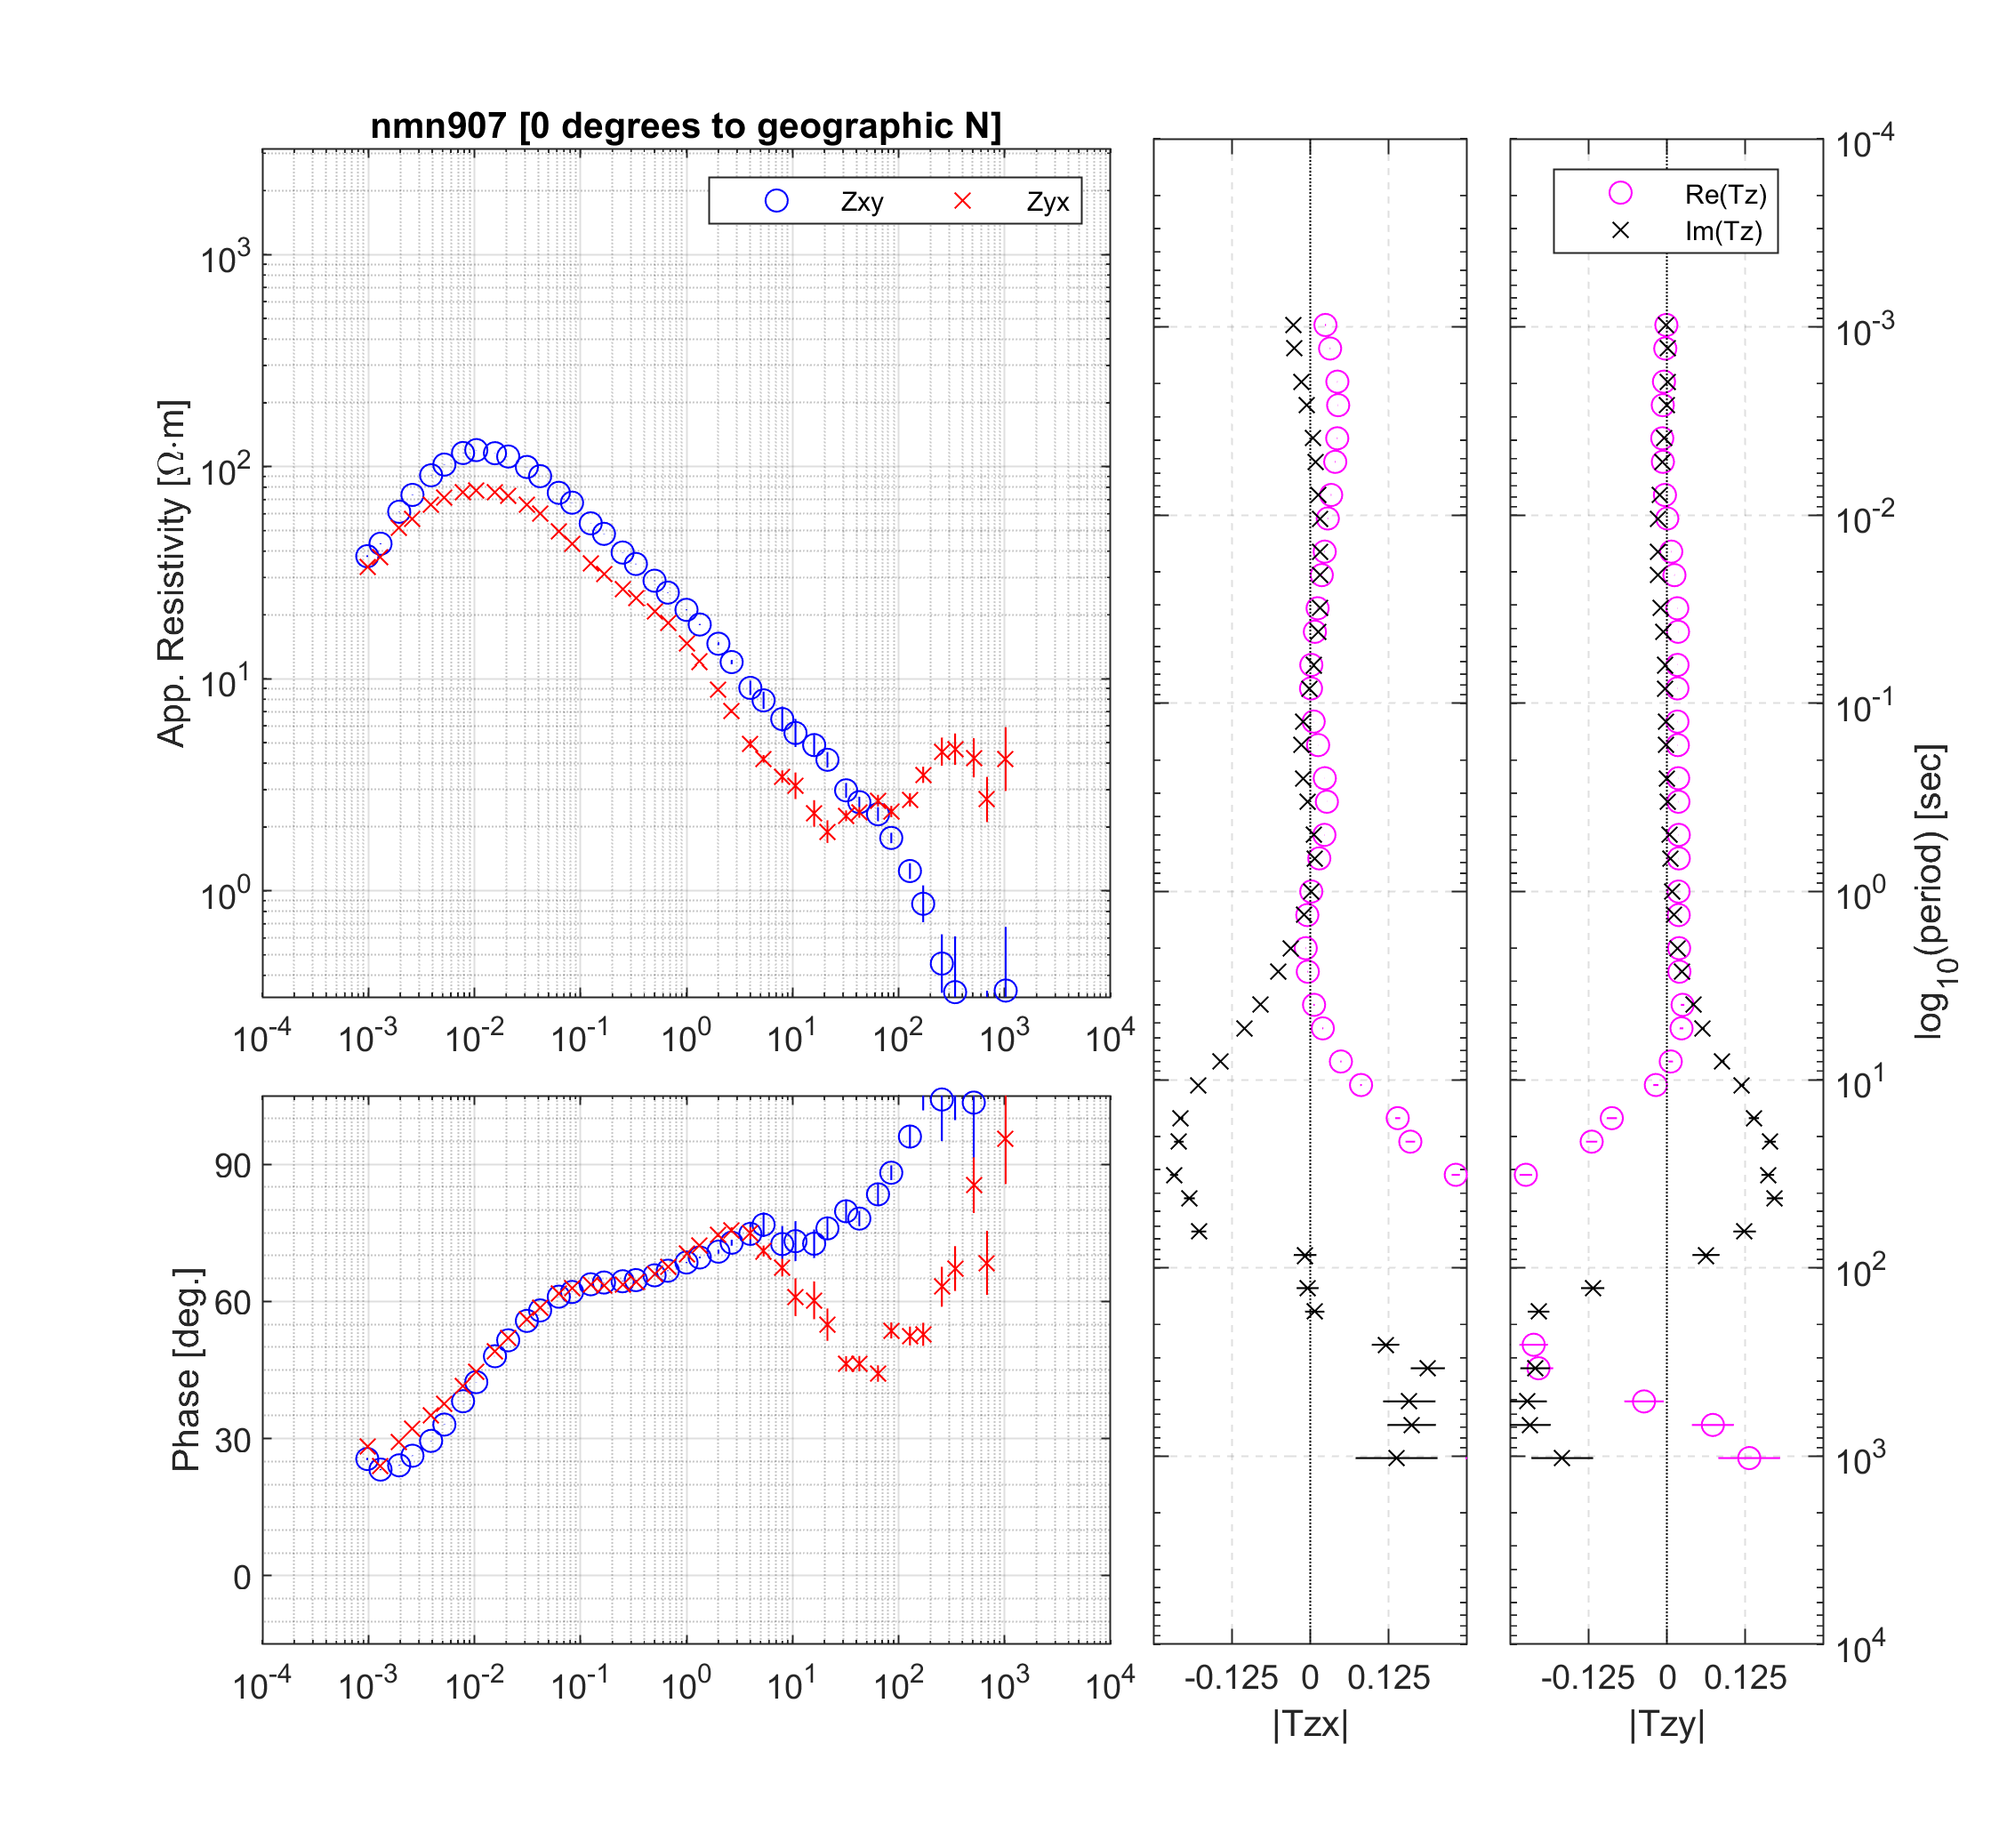 nmn907 [0 degrees to geographic N]
Zxy Zyx
App. Resistivity [Ω·m]
10^3
10^2
10^1
10^0
10^-4 10^-3 10^-2 10^-1 10^0 10^1 10^2 10^3 10^4
Phase [deg.]
90
60
30
0
10^-4 10^-3 10^-2 10^-1 10^0 10^1 10^2 10^3 10^4
-0.125 0 0.125
|Tzx|
Re(Tz)
Im(Tz)
-0.125 0 0.125
|Tzy|
10^-4
10^-3
10^-2
10^-1
10^0
10^1
10^2
10^3
10^4
log_10(period) [sec]